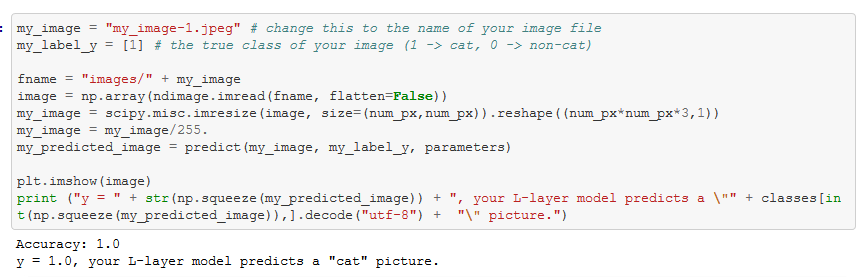 my_image = "my_image-1.jpeg" # change this to the name of your image file
my_label_y = [1] # the true class of your image (1 -> cat, 0 -> non-cat)
fname = "images/" + my_image
image = np.array(ndimage.imread(fname, flatten=False))
my_image = scipy.misc.imresize(image, size=(num_px,num_px)).reshape((num_px*num_px*3,1))
my_image = my_image/255.
my_predicted_image = predict(my_image, my_label_y, parameters)
plt.imshow(image)
print ("y = " + str(np.squeeze(my_predicted_image)) + ", your L-layer model predicts a \"" + classes[in
t(np.squeeze(my_predicted_image)),].decode("utf-8") +  "\" picture.")
Accuracy: 1.0
y = 1.0, your L-layer model predicts a "cat" picture.